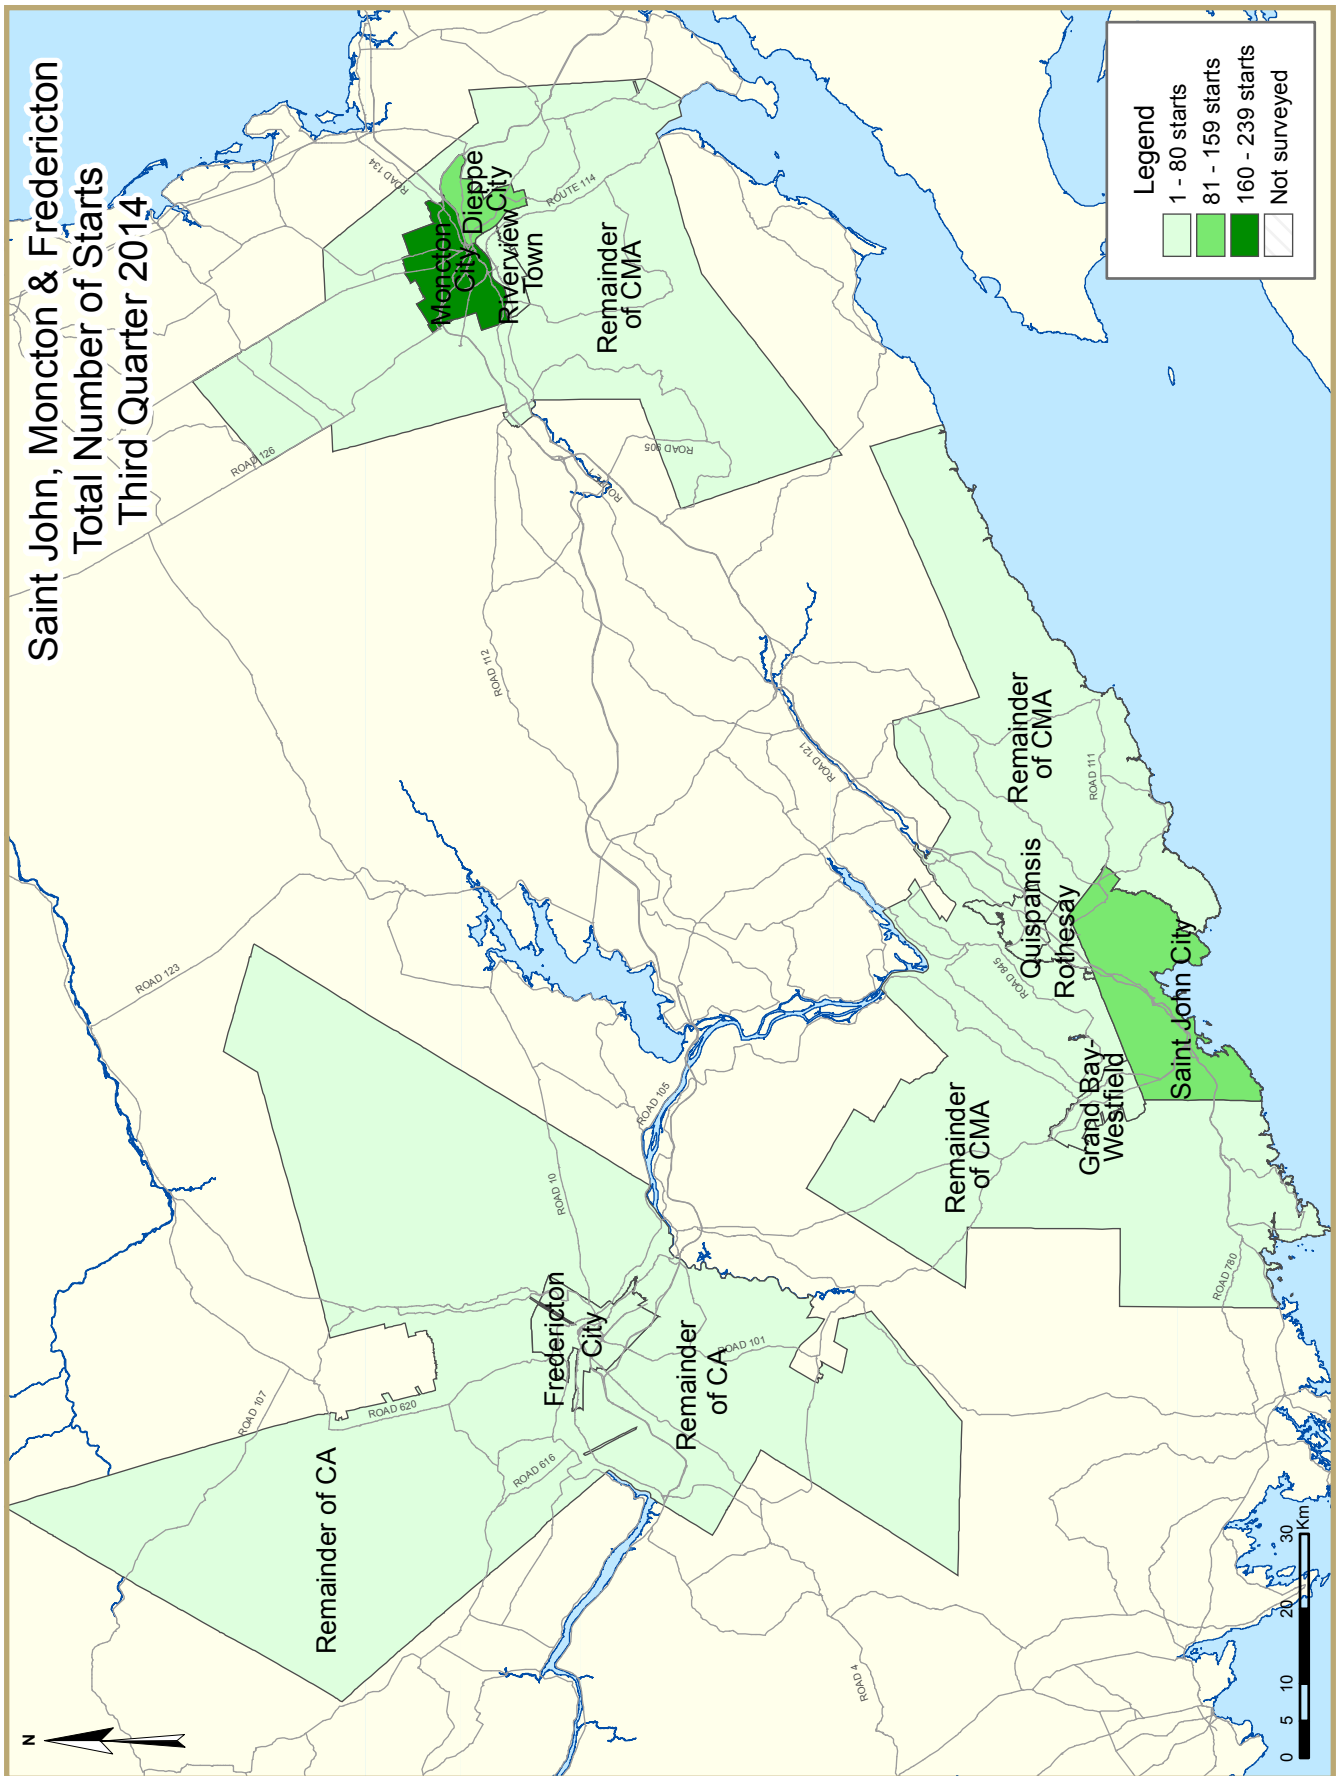 Saint John, Moncton & Fredericton
Total Number of Starts
Third Quarter 2014
N
Legend
1 - 80 starts
81 - 159 starts
160 - 239 starts
Not surveyed
ROAD 134
Moncton
City
Dieppe
City
Riverview
Town
ROUTE 114
Remainder
of CMA
ROAD 126
ROAD 905
ROUTE 1
ROAD 112
ROAD 121
ROAD 123
Remainder
of CMA
ROAD 111
Quispamsis
Rothesay
ROAD 845
Saint John City
Grand Bay-
Westfield
Remainder
of CMA
ROAD 780
ROAD 105
ROAD 10
Fredericton
City
Remainder
of CA
ROAD 101
ROAD 107
ROAD 620
ROAD 616
Remainder of CA
ROAD 4
0 5 10 20 30
Km